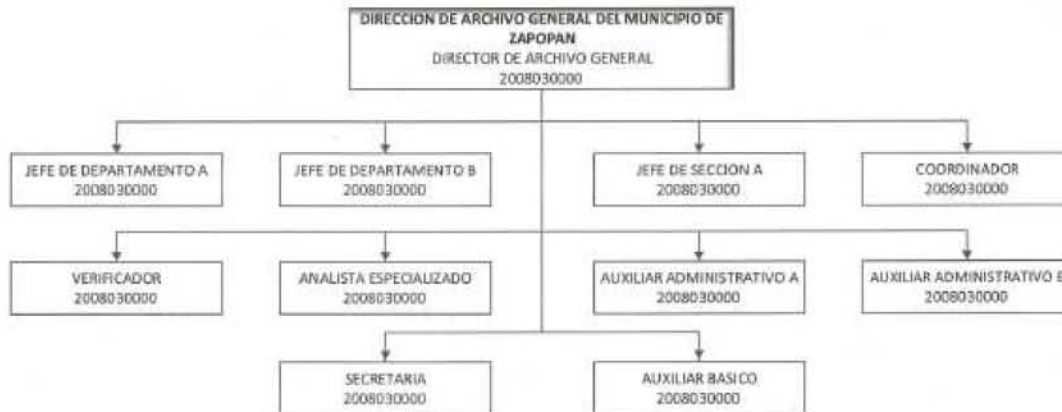 DIRECCION DE ARCHIVO GENERAL DEL MUNICIPIO DE
ZAPOPAN
DIRECTOR DE ARCHIVO GENERAL
2008030000
JEFE DE DEPARTAMENTO A
2008030000
JEFE DE DEPARTAMENTO B
2008030000
JEFE DE SECCION A
2008030000
COORDINADOR
2008030000
VERIFICADOR
2008030000
ANALISTA ESPECIALIZADO
2008030000
AUXILIAR ADMINISTRATIVO A
2008030000
AUXILIAR ADMINISTRATIVO B
2008030000
SECRETARIA
2008030000
AUXILIAR BASICO
2008030000